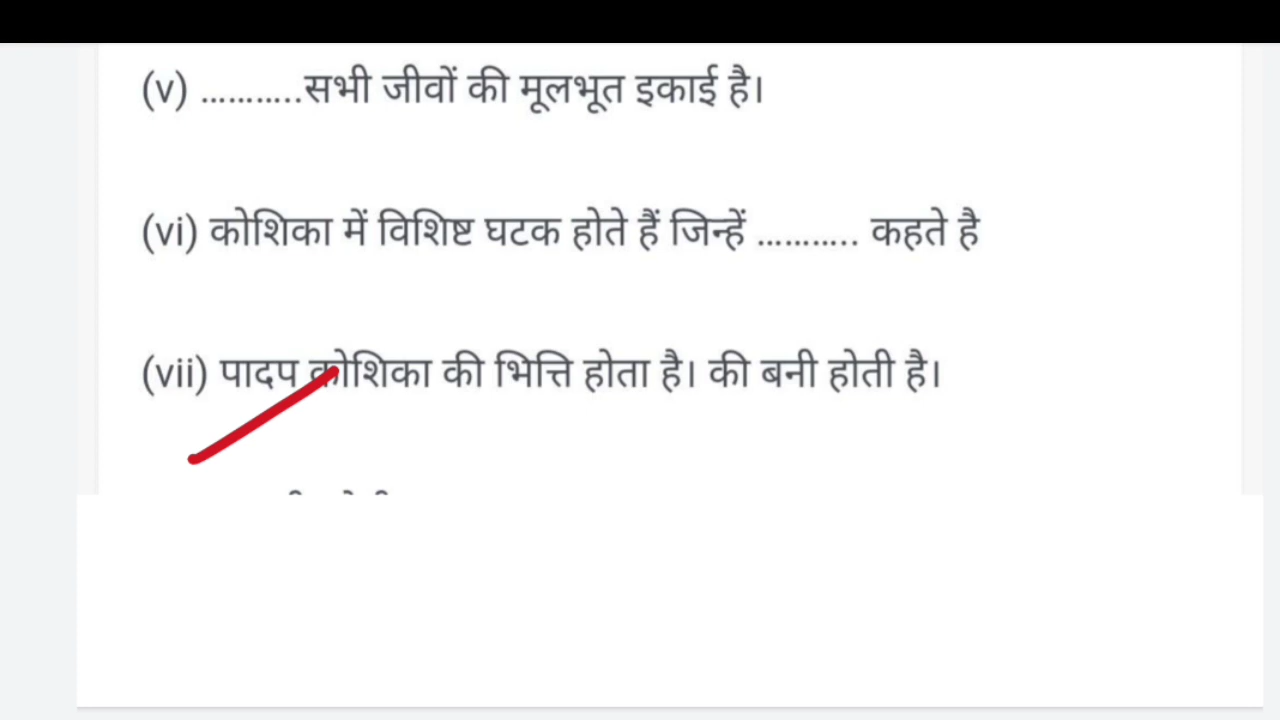 (v) ...........सभी जीवों की मूलभूत इकाई है।
(vi) कोशिका में विशिष्ट घटक होते हैं जिन्हें ........... कहते है
(vii) पादप कोशिका की भित्ति होता है। की बनी होती है।